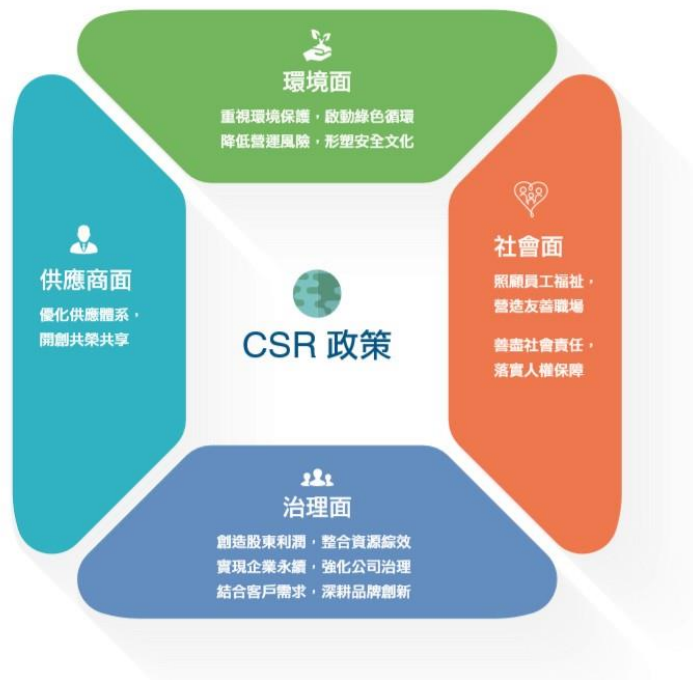 環境面
重視環境保護，啟動綠色循環
降低營運風險，形塑安全文化
供應商面
優化供應體系，
開創共榮共享
CSR 政策
社會面
照顧員工福祉，
營造友善職場
善盡社會責任，
落實人權保障
治理面
創造股東利潤，整合資源綜效
實現企業永續，強化公司治理
結合客戶需求，深耕品牌創新